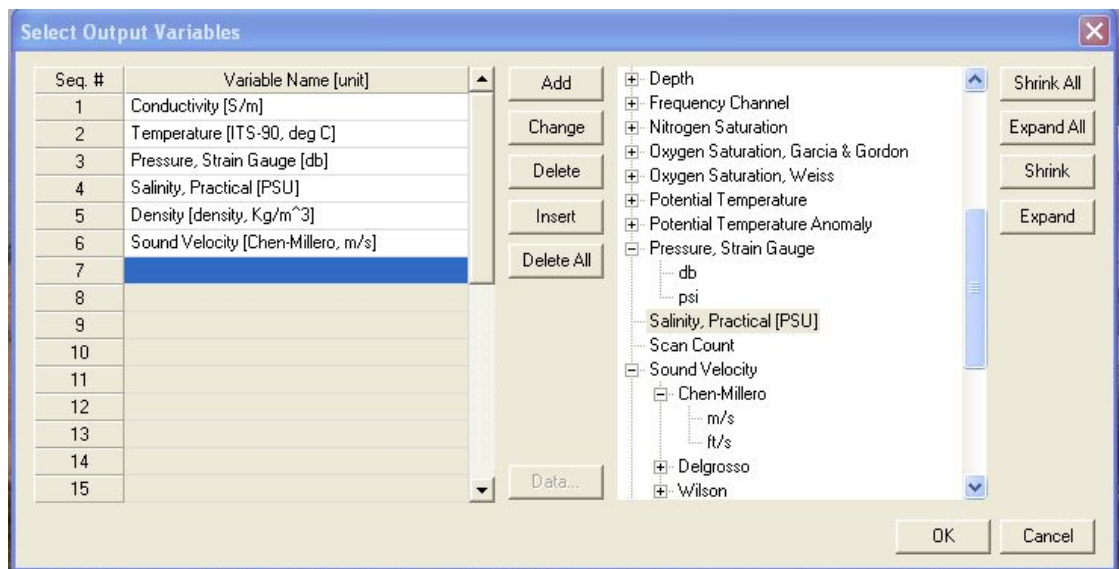 Select Output Variables
Seq. # Variable Name [unit]
1 Conductivity [S/m]
2 Temperature [ITS-90, deg C]
3 Pressure, Strain Gauge [db]
4 Salinity, Practical [PSU]
5 Density [density, Kg/m^3]
6 Sound Velocity [Chen-Millero, m/s]
7
8
9
10
11
12
13
14
15
Add
Change
Delete
Insert
Delete All
Data...
Depth
Frequency Channel
Nitrogen Saturation
Oxygen Saturation, Garcia & Gordon
Oxygen Saturation, Weiss
Potential Temperature
Potential Temperature Anomaly
Pressure, Strain Gauge
db
psi
Salinity, Practical [PSU]
Scan Count
Sound Velocity
Chen-Millero
m/s
ft/s
Delgrosso
Wilson
Shrink All
Expand All
Shrink
Expand
OK
Cancel